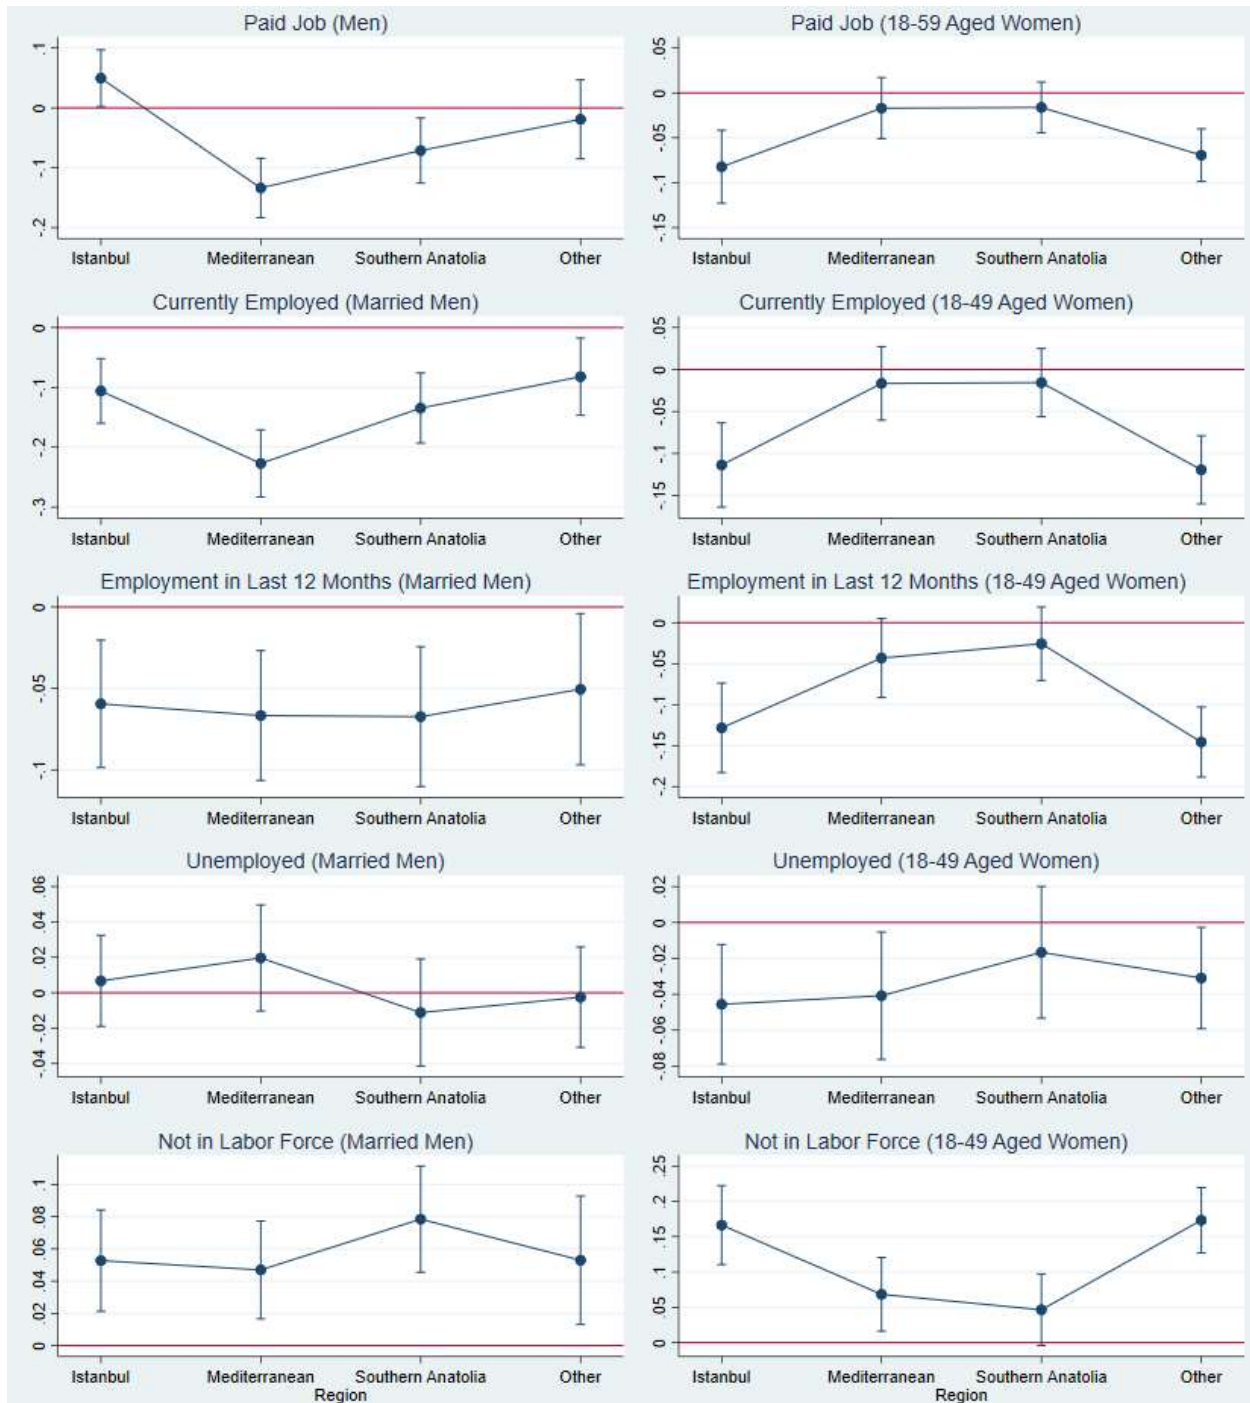 Paid Job (Men)
.1
0
-.1
-.2
Istanbul Mediterranean Southern Anatolia Other
Paid Job (18-59 Aged Women)
.05
0
-.05
-.1
-.15
Istanbul Mediterranean Southern Anatolia Other
Currently Employed (Married Men)
0
-.1
-.2
-.3
Istanbul Mediterranean Southern Anatolia Other
Currently Employed (18-49 Aged Women)
.05
0
-.05
-.1
-.15
Istanbul Mediterranean Southern Anatolia Other
Employment in Last 12 Months (Married Men)
0
-.05
-.1
Istanbul Mediterranean Southern Anatolia Other
Employment in Last 12 Months (18-49 Aged Women)
0
-.05
-.1
-.15
-.2
Istanbul Mediterranean Southern Anatolia Other
Unemployed (Married Men)
.06
.04
.02
0
-.02
-.04
Istanbul Mediterranean Southern Anatolia Other
Unemployed (18-49 Aged Women)
.02
0
-.02
-.04
-.06
-.08
Istanbul Mediterranean Southern Anatolia Other
Not in Labor Force (Married Men)
.1
.08
.06
.04
.02
0
Istanbul Mediterranean Southern Anatolia Other
Region
Not in Labor Force (18-49 Aged Women)
.25
.2
.15
.1
.05
0
Istanbul Mediterranean Southern Anatolia Other
Region